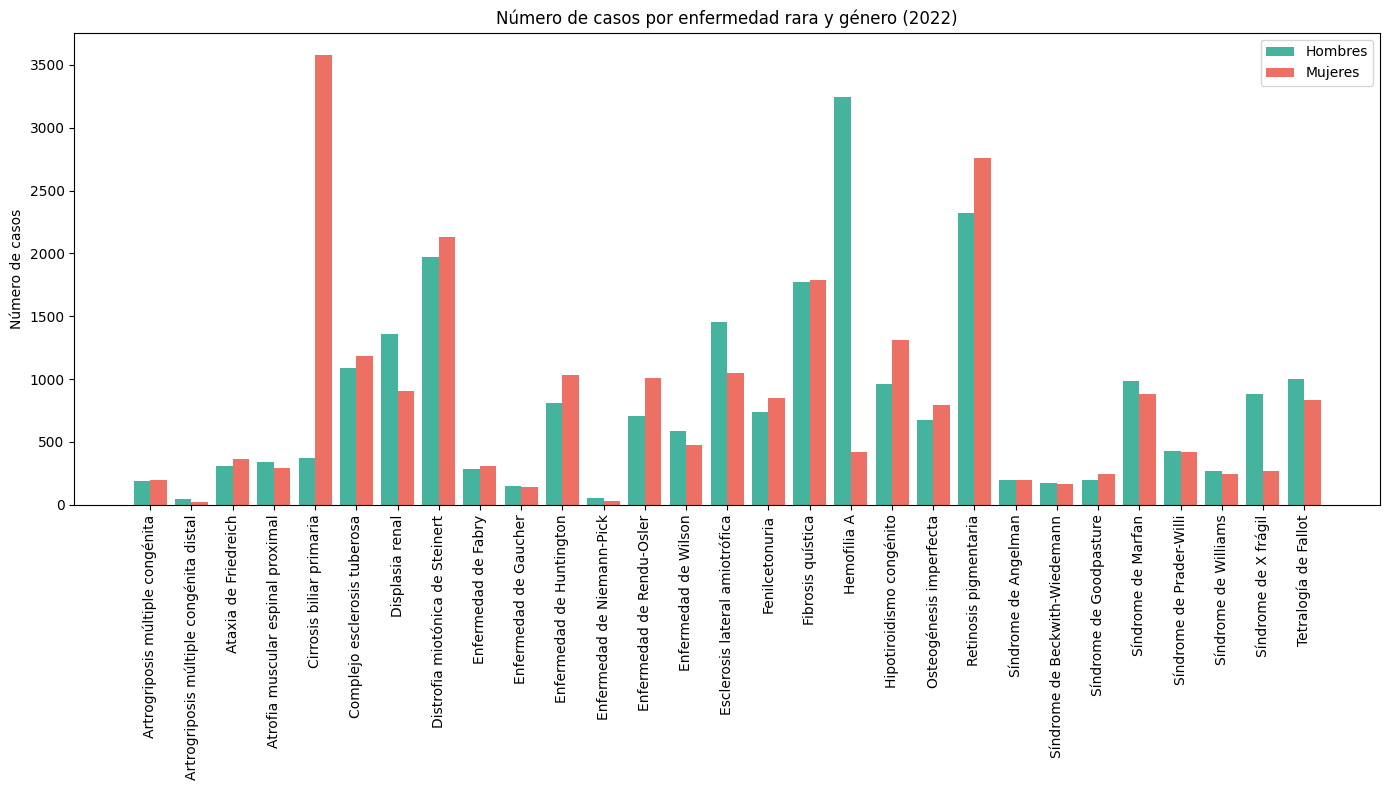 Número de casos por enfermedad rara y género (2022)
Hombres
Mujeres
Número de casos
3500
3000
2500
2000
1500
1000
500
0
Artrogriposis múltiple congénita
Artrogriposis múltiple congénita distal
Ataxia de Friedreich
Atrofia muscular espinal proximal
Cirrosis biliar primaria
Complejo esclerosis tuberosa
Displasia renal
Distrofia miotónica de Steinert
Enfermedad de Fabry
Enfermedad de Gaucher
Enfermedad de Huntington
Enfermedad de Niemann-Pick
Enfermedad de Rendu-Osler
Enfermedad de Wilson
Esclerosis lateral amiotrófica
Fenilcetonuria
Fibrosis quística
Hemofilia A
Hipotiroidismo congénito
Osteogénesis imperfecta
Retinosis pigmentaria
Síndrome de Angelman
Síndrome de Beckwith-Wiedemann
Síndrome de Goodpasture
Síndrome de Marfan
Síndrome de Prader-Willi
Síndrome de Williams
Síndrome de X frágil
Tetralogía de Fallot